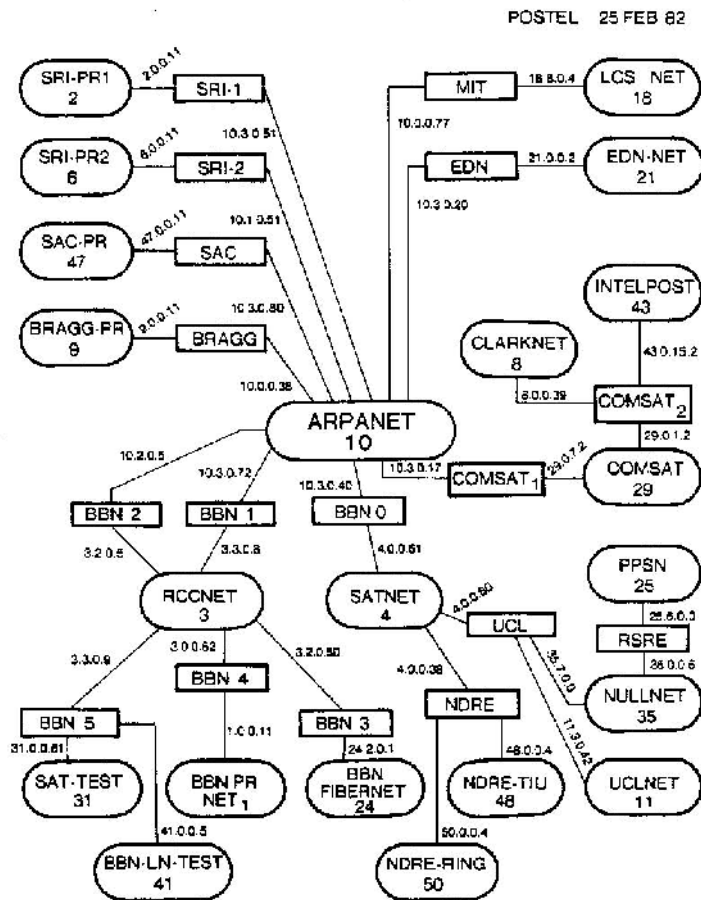 POSTEL 25 FEB 82
SRI-PR1
2
2.0.0.11
SRI-1
10.3.0.51
MIT
10.0.0.77
18.8.0.4
LCS NET
18
SRI-PR2
6
6.0.0.11
SRI-2
10.1.0.51
EDN
10.3.0.20
21.0.0.2
EDN-NET
21
SAC-PR
47
47.0.0.11
SAC
10.3.0.80
INTELPOST
43
43.0.15.2
BRAGG-PR
9
9.0.0.11
BRAGG
10.0.0.38
CLARKNET
8
8.0.0.39
COMSAT2
29.0.1.2
ARPANET
10
10.2.0.5
10.3.0.72
10.3.0.40
10.3.0.17
COMSAT1
29.0.7.2
COMSAT
29
BBN 2
BBN 1
BBN 0
3.2.0.5
3.3.0.8
4.0.0.61
RCCNET
3
SATNET
4
4.0.0.60
UCL
PPSN
25
25.6.0.0
RSRE
35.0.0.6
3.3.0.9
3.0.0.62
3.2.0.50
4.0.0.38
35.7.0.0
11.3.0.42
BBN 4
NULLNET
35
BBN 5
BBN 3
NDRE
31.0.0.61
1.0.0.11
24.2.0.1
48.0.0.4
SAT-TEST
31
BBN PR
NET1
BBN
FIBERNET
24
NDRE-TIU
48
UCLNET
11
41.0.0.5
50.0.0.4
BBN-LN-TEST
41
NDRE-RING
50